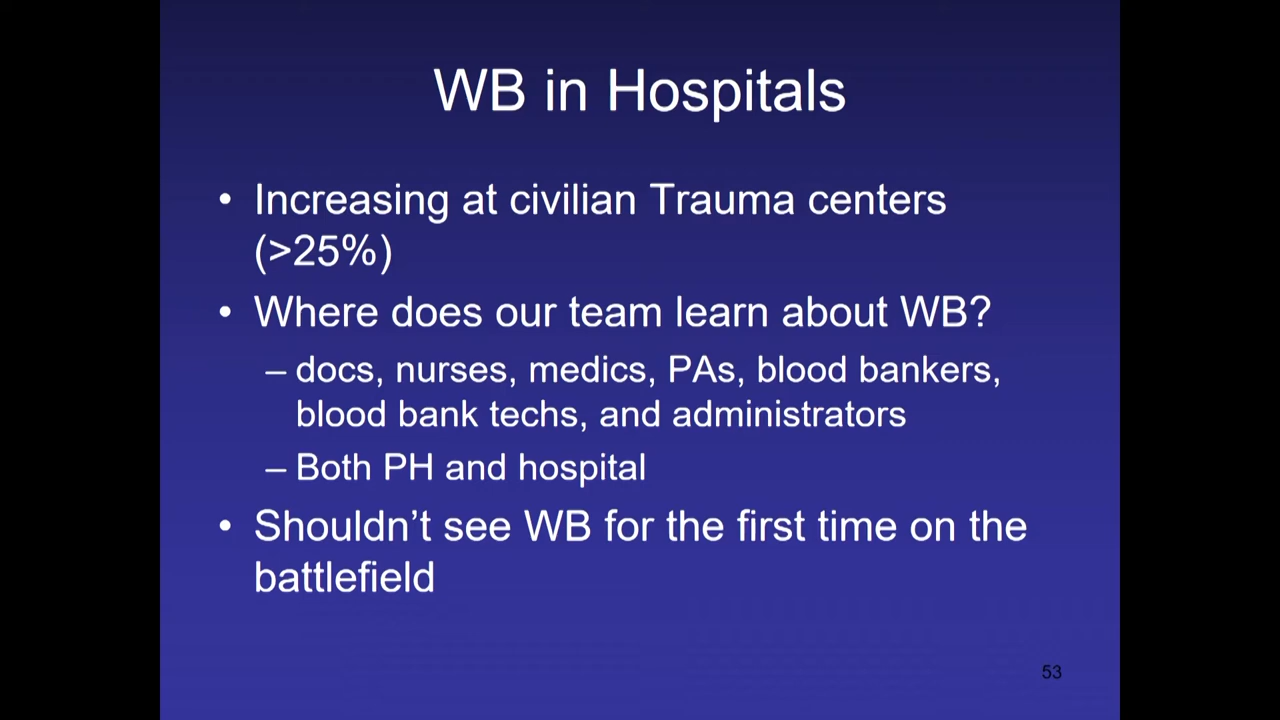 WB in Hospitals
• Increasing at civilian Trauma centers
(>25%)
• Where does our team learn about WB?
– docs, nurses, medics, PAs, blood bankers,
blood bank techs, and administrators
– Both PH and hospital
• Shouldn’t see WB for the first time on the
battlefield
53